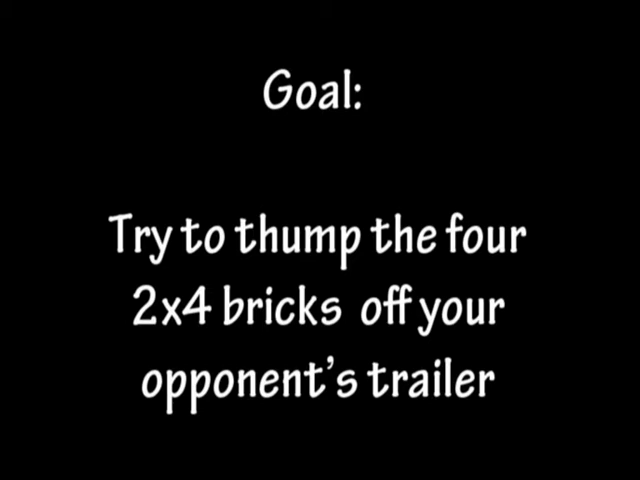 Goal:
Try to thump the four
2x4 bricks off your
opponent's trailer